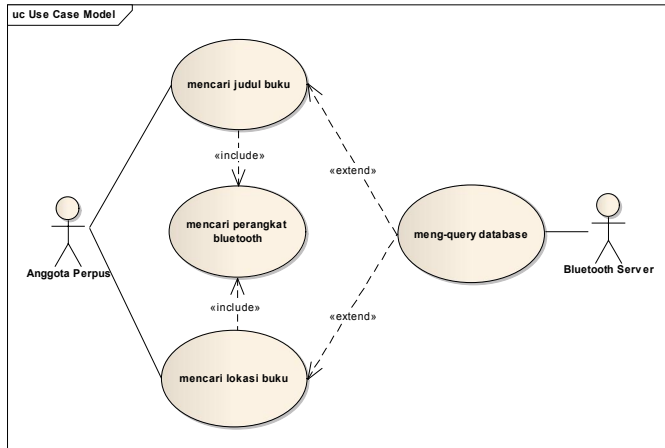 uc Use Case Model
mencari judul buku
«include»
«extend»
mencari perangkat
bluetooth
meng-query database
Anggota Perpus
Bluetooth Server
«include»
«extend»
mencari lokasi buku